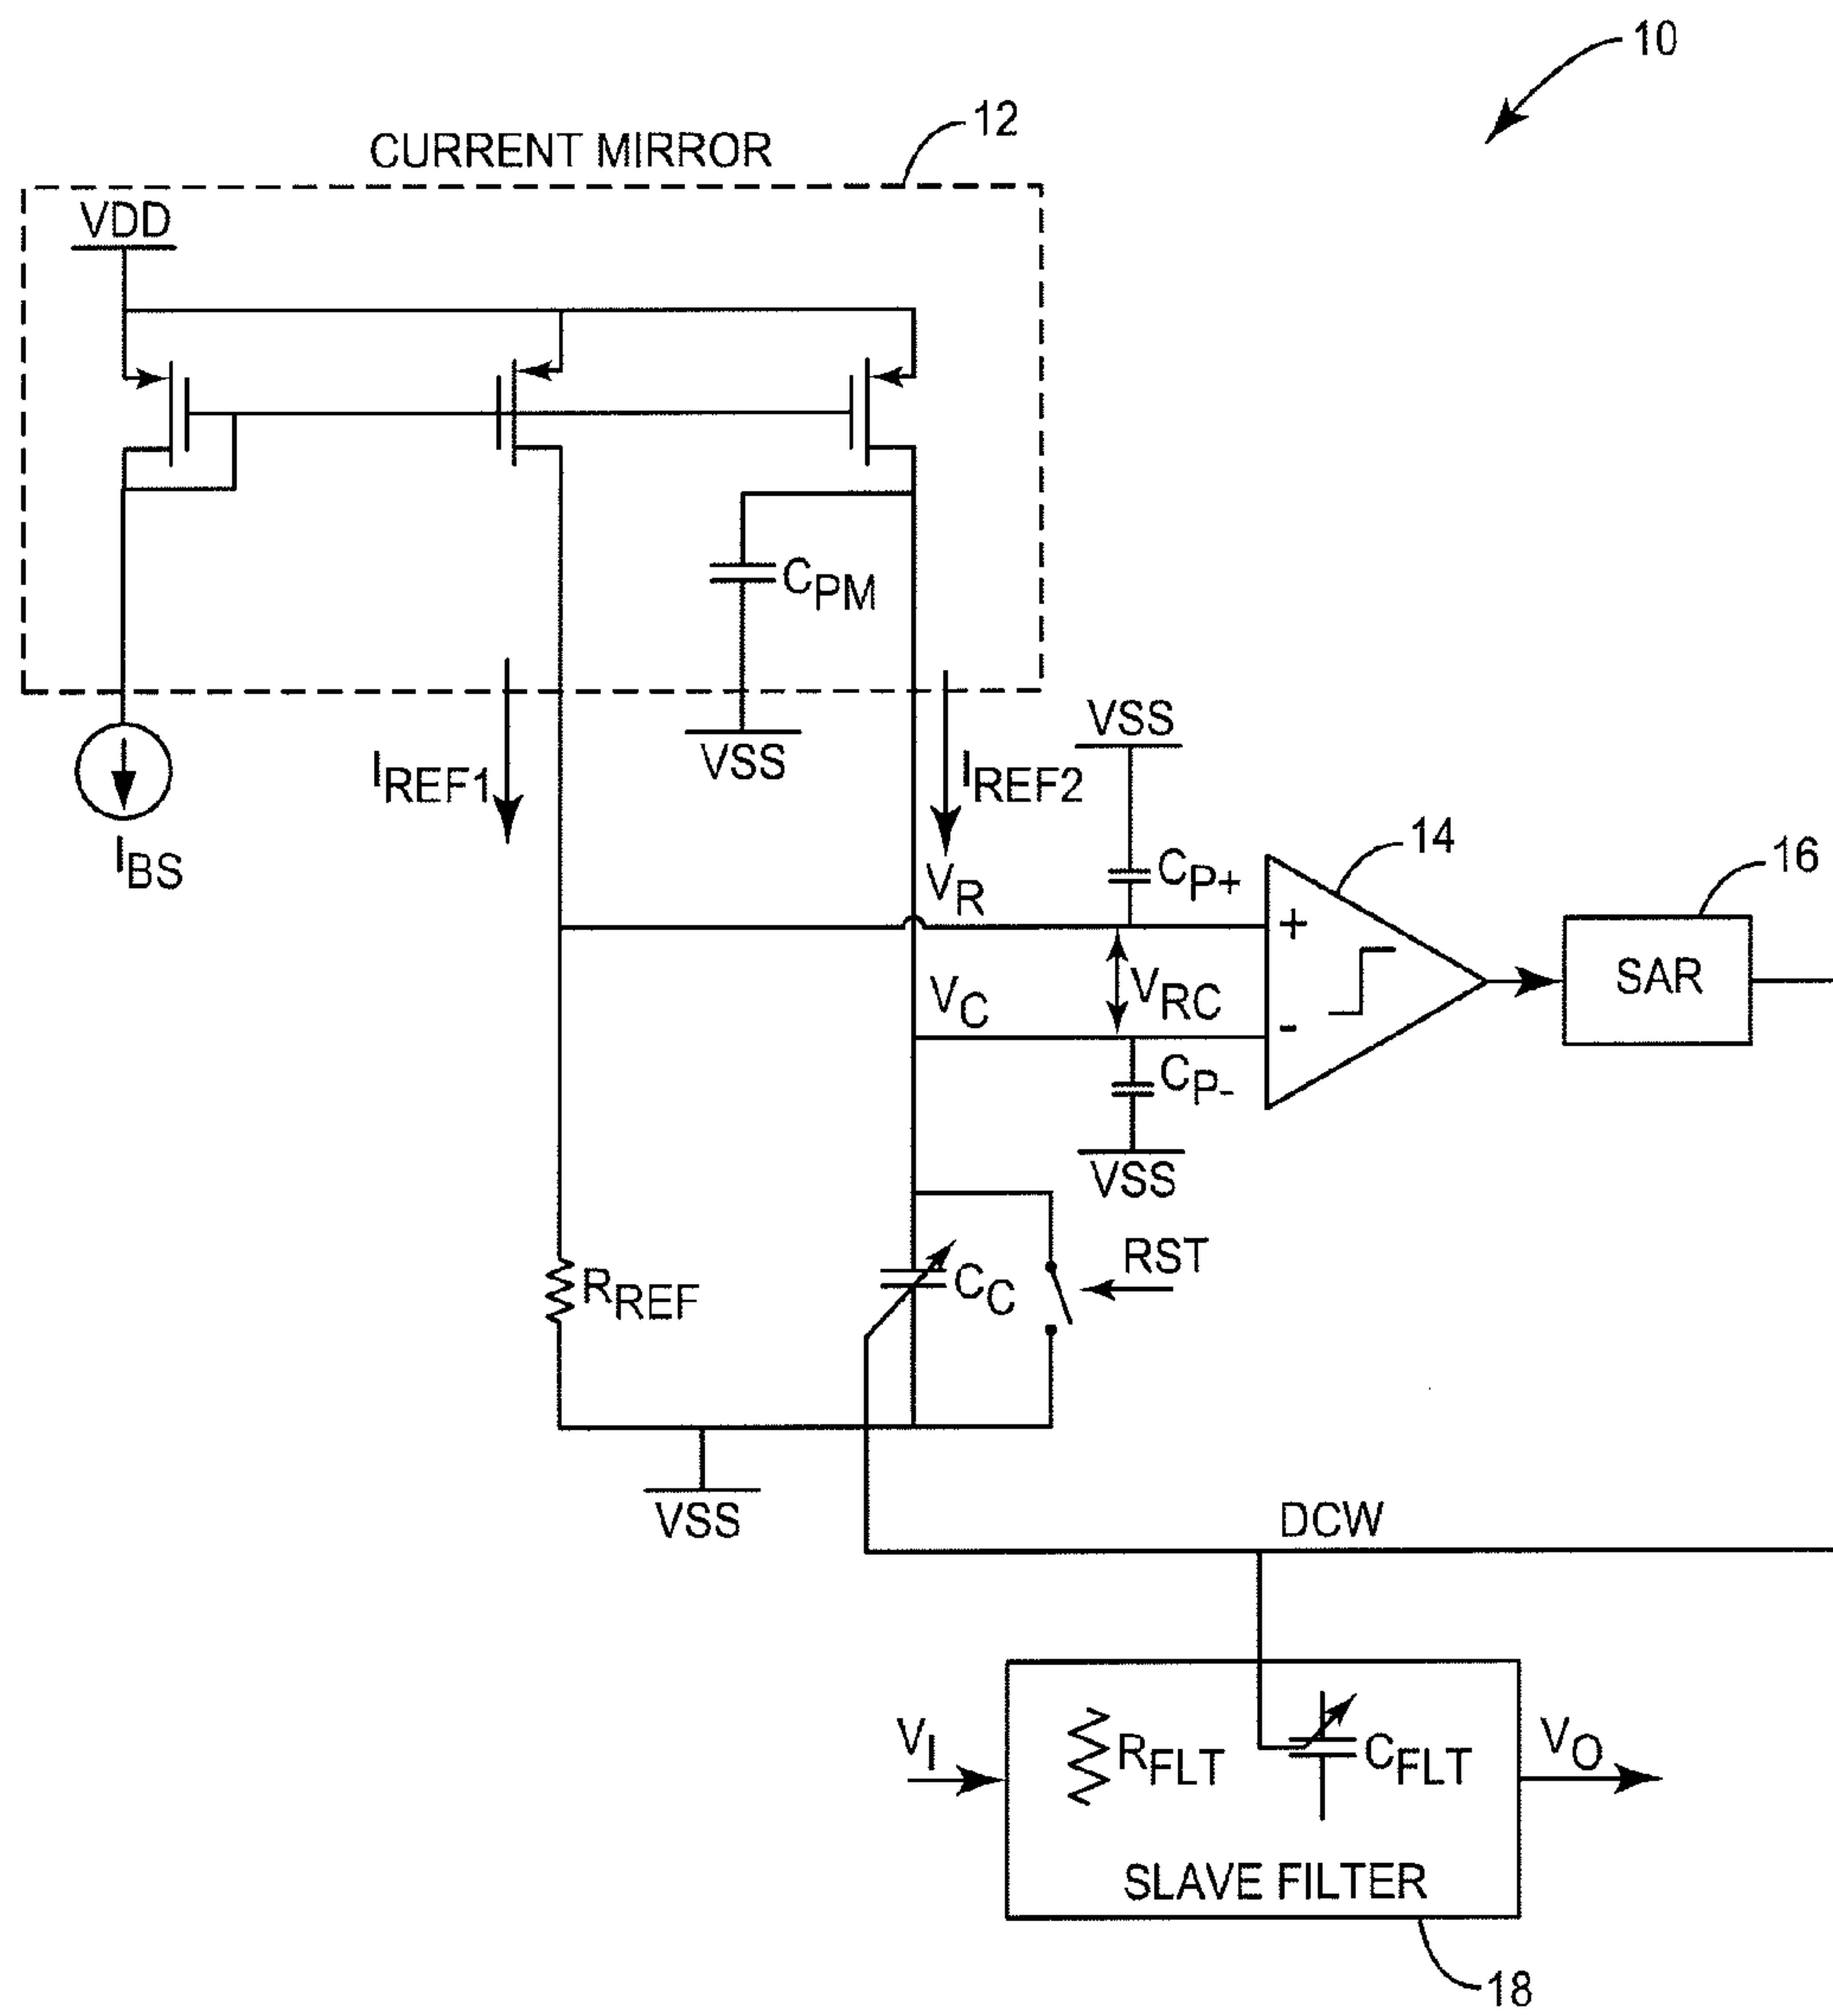 10
12
CURRENT MIRROR
VDD
CPM
VSS
IREF1
IREF2
IBS
VSS
CP+
14
16
VR
+
SAR
VC
VRC
-
CP-
VSS
RST
RREF
CC
VSS
DCW
VI
RFLT
CFLT
VO
SLAVE FILTER
18